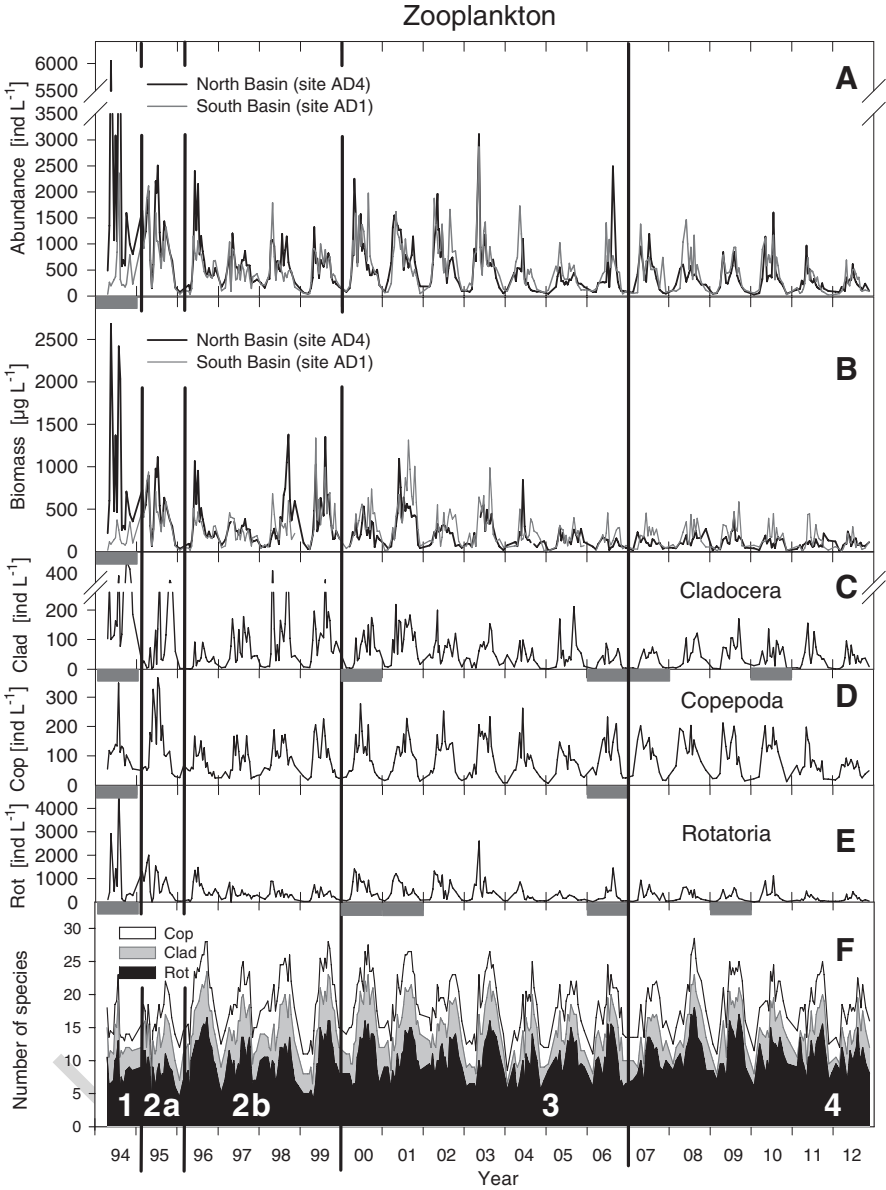 Zooplankton
A
North Basin (site AD4)
South Basin (site AD1)
Abundance [ind L⁻¹]
6000
5500
3500
3000
2500
2000
1500
1000
500
0
B
North Basin (site AD4)
South Basin (site AD1)
Biomass [µg L⁻¹]
2500
2000
1500
1000
500
0
C
Cladocera
Clad [ind L⁻¹]
400
200
100
0
D
Copepoda
Cop [ind L⁻¹]
300
200
100
0
E
Rotatoria
Rot [ind L⁻¹]
4000
3000
2000
1000
0
F
Cop
Clad
Rot
Number of species
30
25
20
15
10
5
0
1 2a 2b 3 4
94 95 96 97 98 99 00 01 02 03 04 05 06 07 08 09 10 11 12
Year